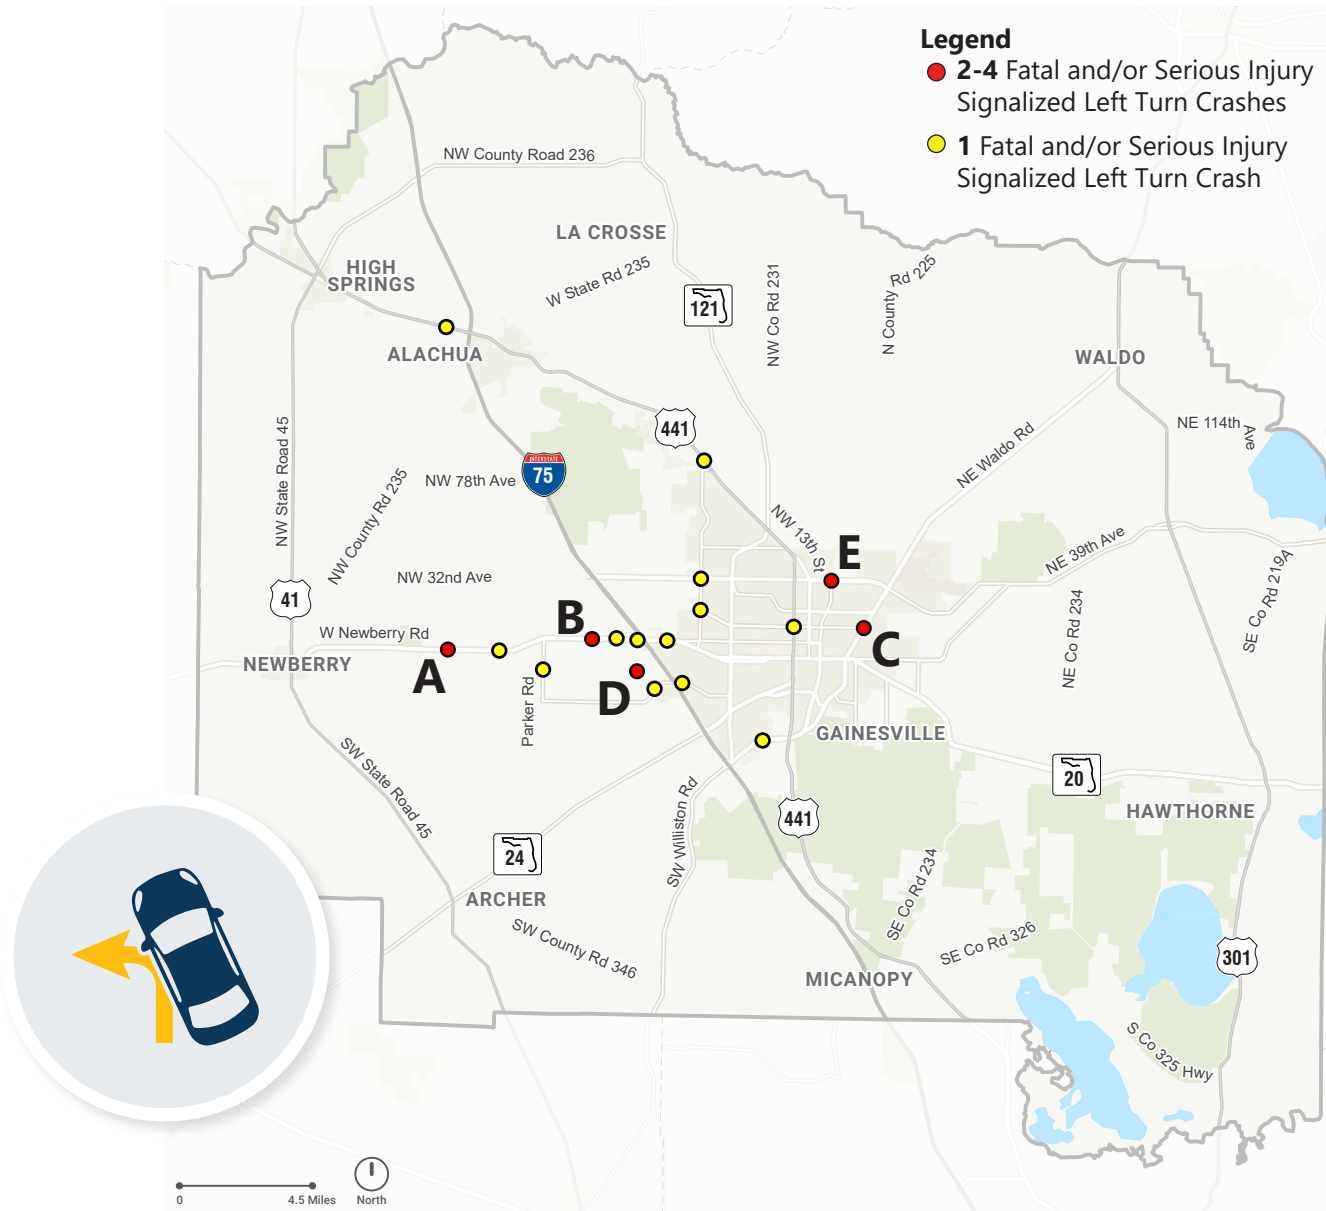 Legend
2-4 Fatal and/or Serious Injury
Signalized Left Turn Crashes
1 Fatal and/or Serious Injury
Signalized Left Turn Crash
NW County Road 236
LA CROSSE
HIGH
SPRINGS
W State Rd 235
121
NW Co Rd 231
N County Rd 225
ALACHUA
WALDO
441
NE 114th Ave
NW State Road 45
NW County Rd 235
NW 78th Ave
INTERSTATE
75
NE Waldo Rd
NW 13th St
E
NE 39th Ave
SE Co Rd 219A
NW 32nd Ave
41
B
W Newberry Rd
NE Co Rd 234
C
NEWBERRY
A
D
Parker Rd
GAINESVILLE
SW State Road 45
20
HAWTHORNE
441
SW Williston Rd
24
SE Co Rd 234
ARCHER
SW County Rd 346
SE Co Rd 326
301
MICANOPY
S Co 325 Hwy
0
4.5 Miles
North